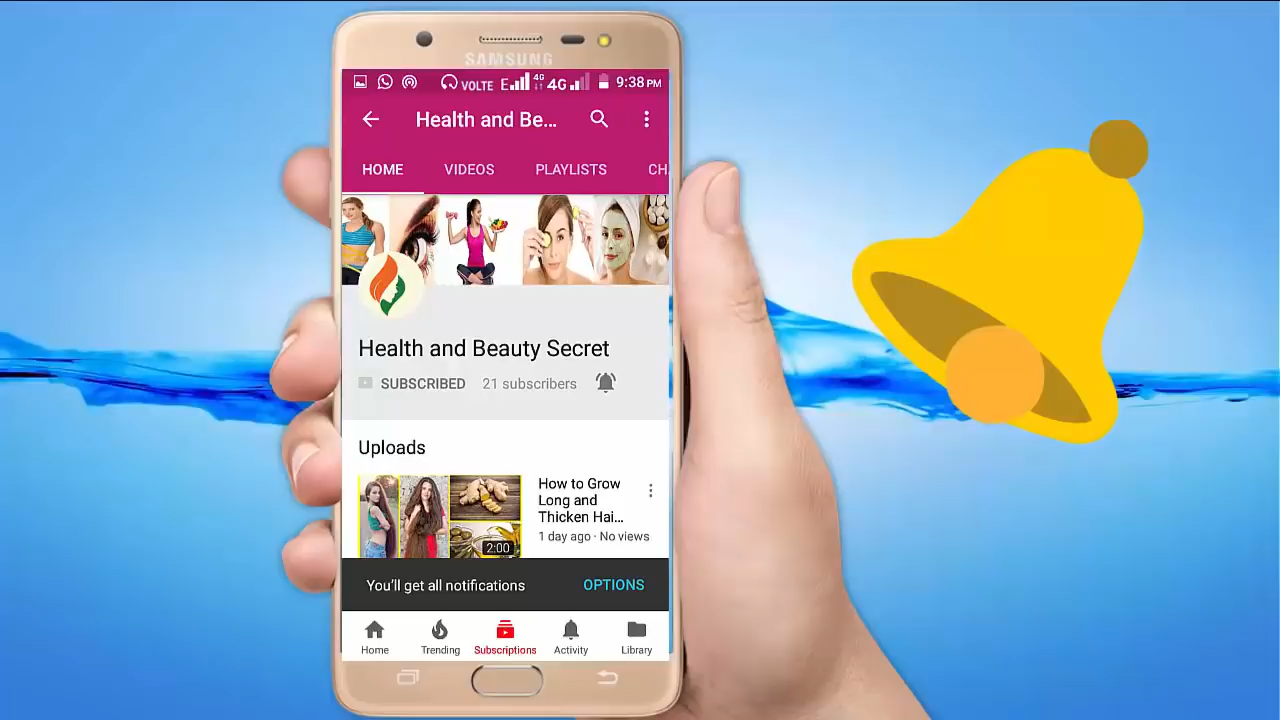 SAMSUNG
VOLTE E 4G 4G 9:38 PM
Health and Be...
HOME VIDEOS PLAYLISTS CHA
Health and Beauty Secret
SUBSCRIBED 21 subscribers
Uploads
How to Grow
Long and
Thicken Hai...
1 day ago · No views
2:00
You'll get all notifications OPTIONS
Home Trending Subscriptions Activity Library